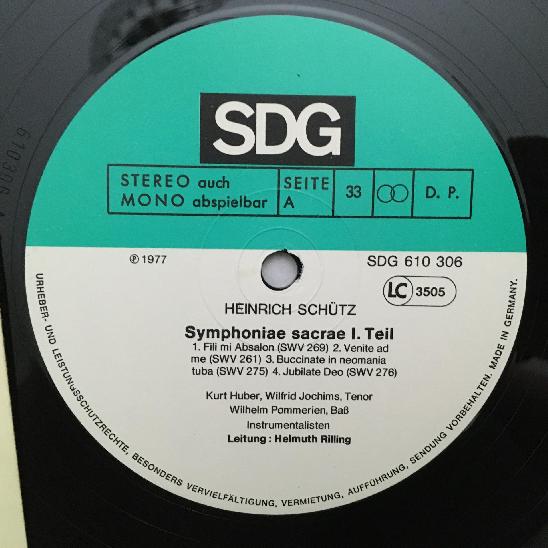 SDG
STEREO auch
MONO abspielbar
SEITE
A
33
D. P.
℗ 1977
SDG 610 306
LC 3505
HEINRICH SCHÜTZ
Symphoniae sacrae I. Teil
1. Fili mi Absalon (SWV 269) 2. Venite ad
me (SWV 261) 3. Buccinate in neomania
tuba (SWV 275) 4. Jubilate Deo (SWV 276)
Kurt Huber, Wilfrid Jochims, Tenor
Wilhelm Pommerien, Baß
Instrumentalisten
Leitung: Helmuth Rilling
URHEBER- UND LEISTUNGSSCHUTZRECHTE, BESONDERS VERVIELFÄLTIGUNG, VERMIETUNG, AUFFÜHRUNG, SENDUNG VORBEHALTEN. MADE IN GERMANY.